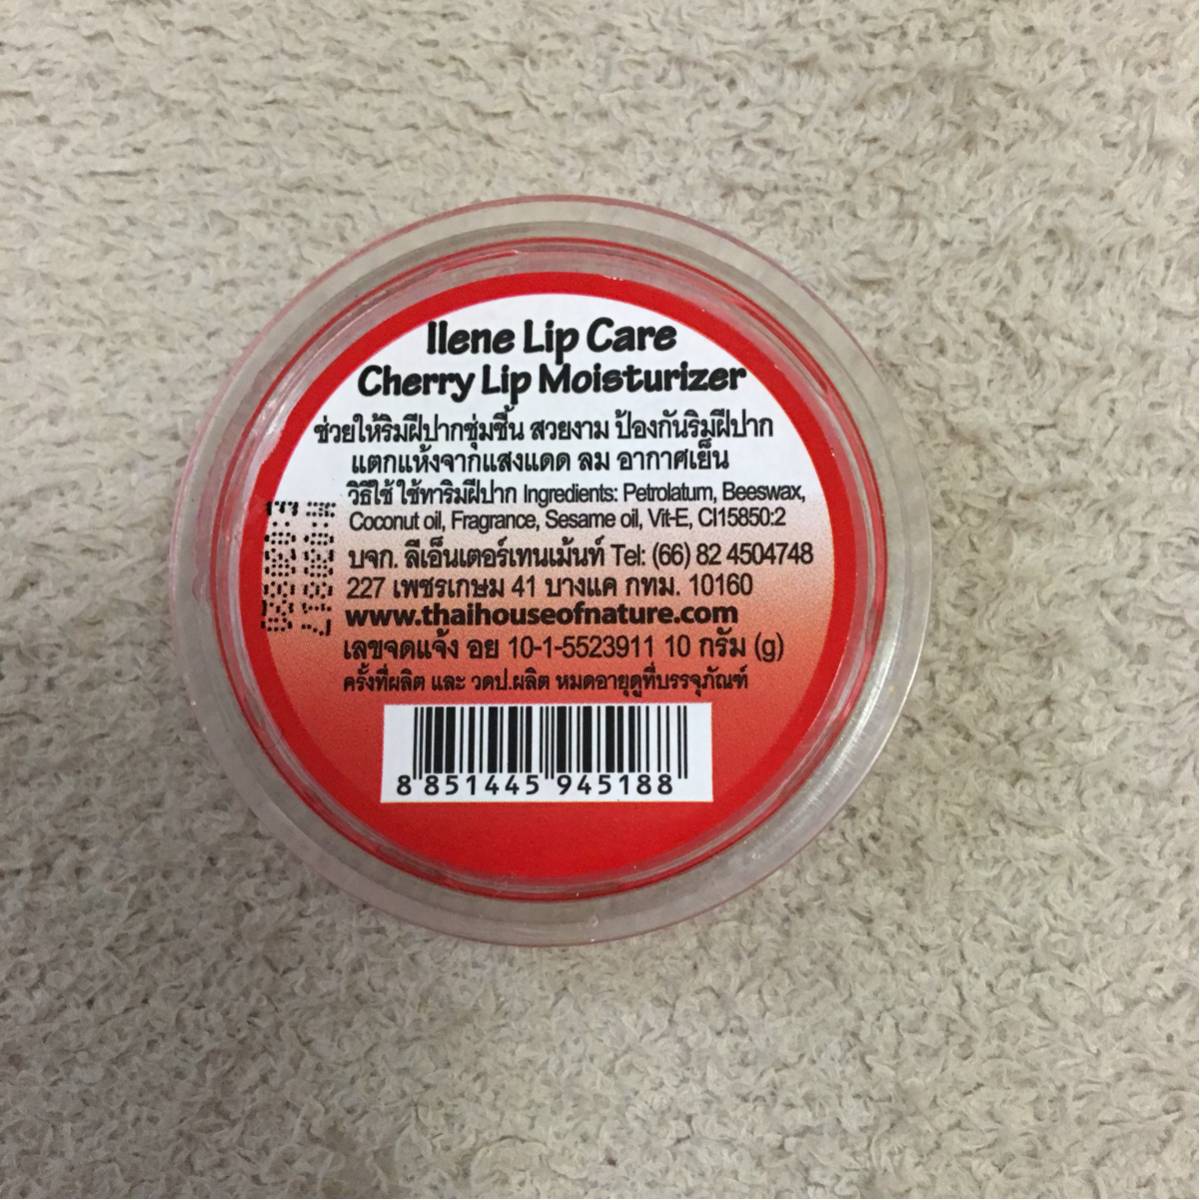 Ilene Lip Care
Cherry Lip Moisturizer
ช่วยให้ริมฝีปากชุ่มชื้น สวยงาม ป้องกันริมฝีปาก
แตกแห้งจากแสงแดด ลม อากาศเย็น
วิธีใช้ ใช้ทาริมฝีปาก Ingredients: Petrolatum, Beeswax,
Coconut oil, Fragrance, Sesame oil, Vit-E, CI15850:2
บจก. ลีเอ็นเตอร์เทนเม้นท์ Tel: (66) 82 4504748
227 เพชรเกษม 41 บางแค กทม. 10160
www.thaihouseofnature.com
เลขจดแจ้ง อย 10-1-5523911 10 กรัม (g)
ครั้งที่ผลิต และ วดป.ผลิต หมดอายุดูที่บรรจุภัณฑ์
8 851445 945188